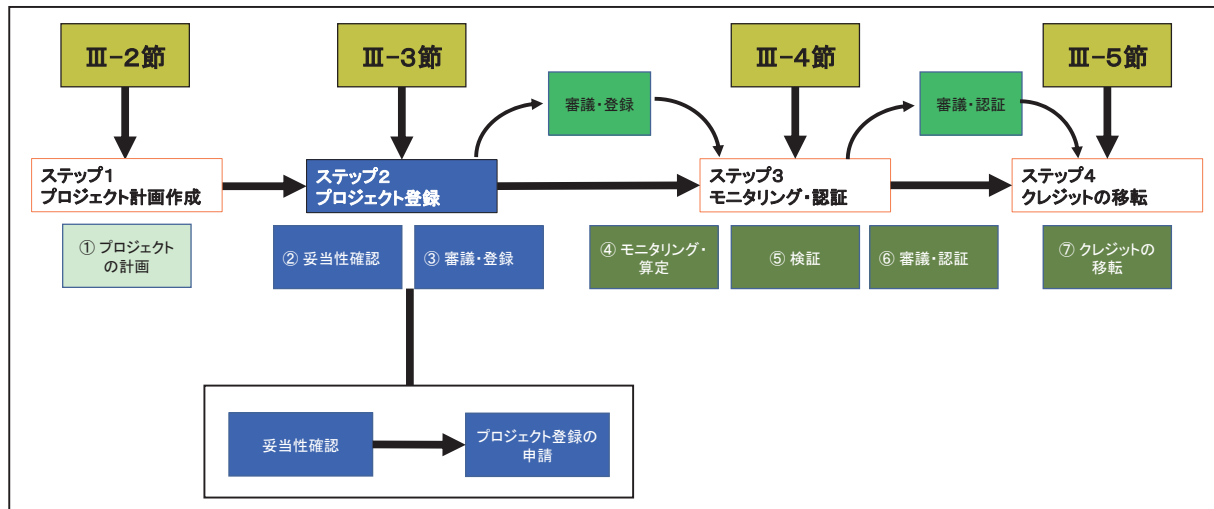 Ⅲ-2節
Ⅲ-3節
Ⅲ-4節
Ⅲ-5節
審議・登録
審議・認証
ステップ1
プロジェクト計画作成
ステップ2
プロジェクト登録
ステップ3
モニタリング・認証
ステップ4
クレジットの移転
① プロジェクト
の計画
② 妥当性確認
③ 審議・登録
④ モニタリング・
算定
⑤ 検証
⑥ 審議・認証
⑦ クレジットの
移転
妥当性確認
プロジェクト登録の
申請